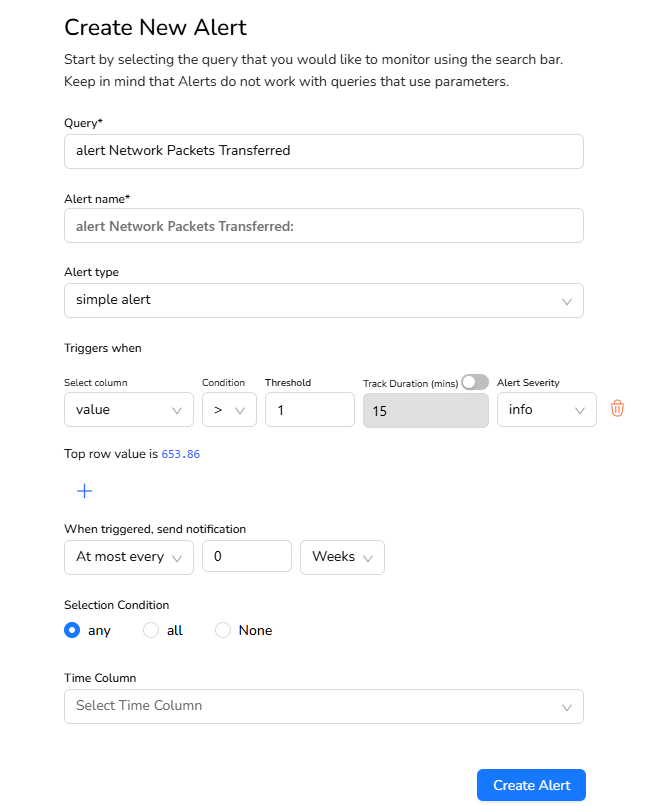 Create New Alert
Start by selecting the query that you would like to monitor using the search bar.
Keep in mind that Alerts do not work with queries that use parameters.
Query*
alert Network Packets Transferred
Alert name*
alert Network Packets Transferred:
Alert type
simple alert
Triggers when
Select column Condition Threshold Track Duration (mins) Alert Severity
value > 1 15 info
Top row value is 653.86
+
When triggered, send notification
At most every 0 Weeks
Selection Condition
any all None
Time Column
Select Time Column
Create Alert